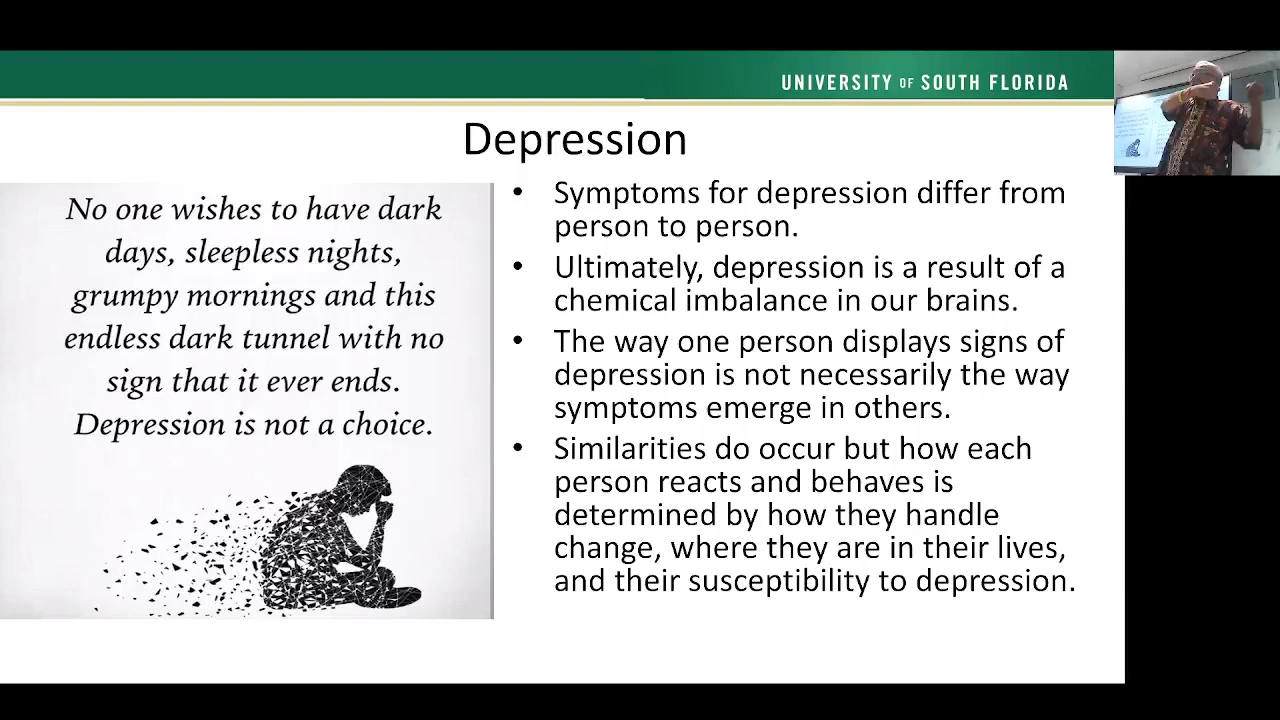 UNIVERSITY OF SOUTH FLORIDA
Depression
No one wishes to have dark
days, sleepless nights,
grumpy mornings and this
endless dark tunnel with no
sign that it ever ends.
Depression is not a choice.
• Symptoms for depression differ from
person to person.
• Ultimately, depression is a result of a
chemical imbalance in our brains.
• The way one person displays signs of
depression is not necessarily the way
symptoms emerge in others.
• Similarities do occur but how each
person reacts and behaves is
determined by how they handle
change, where they are in their lives,
and their susceptibility to depression.